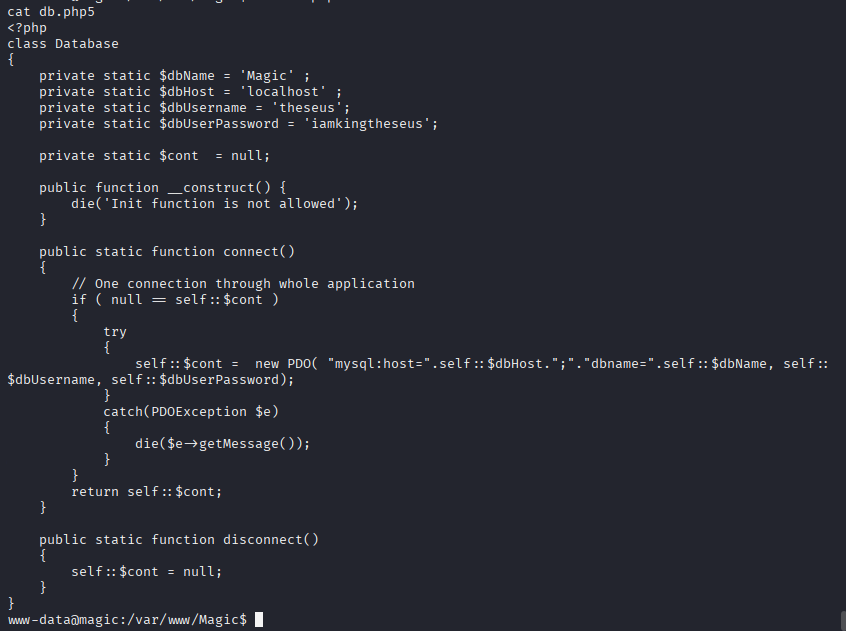 cat db.php5
<?php
class Database
{
    private static $dbName = 'Magic' ;
    private static $dbHost = 'localhost' ;
    private static $dbUsername = 'theseus';
    private static $dbUserPassword = 'iamkingtheseus';

    private static $cont  = null;

    public function __construct() {
        die('Init function is not allowed');
    }

    public static function connect()
    {
        // One connection through whole application
        if ( null == self::$cont )
        {
            try
            {
                self::$cont =  new PDO( "mysql:host=".self::$dbHost.";"."dbname=".self::$dbName, self::
$dbUsername, self::$dbUserPassword);
            }
            catch(PDOException $e)
            {
                die($e->getMessage());
            }
        }
        return self::$cont;
    }

    public static function disconnect()
    {
        self::$cont = null;
    }
}
www-data@magic:/var/www/Magic$